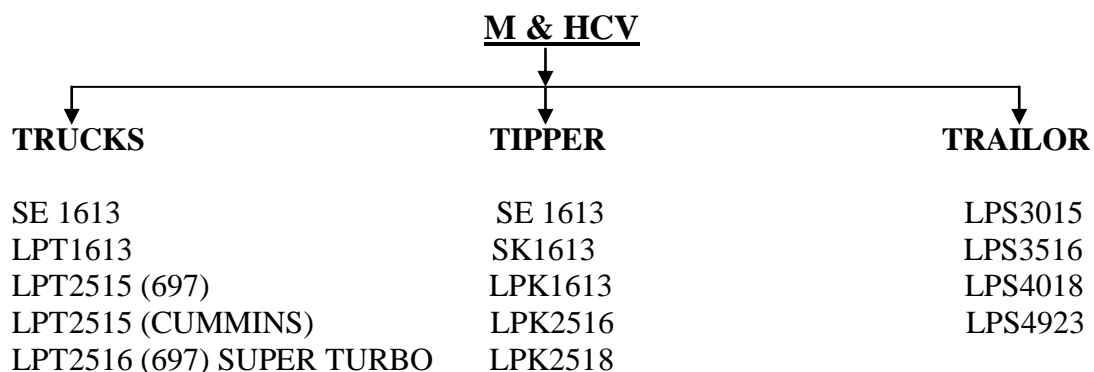 M & HCV
TRUCKS TIPPER TRAILOR
SE 1613 SE 1613 LPS3015
LPT1613 SK1613 LPS3516
LPT2515 (697) LPK1613 LPS4018
LPT2515 (CUMMINS) LPK2516 LPS4923
LPT2516 (697) SUPER TURBO LPK2518